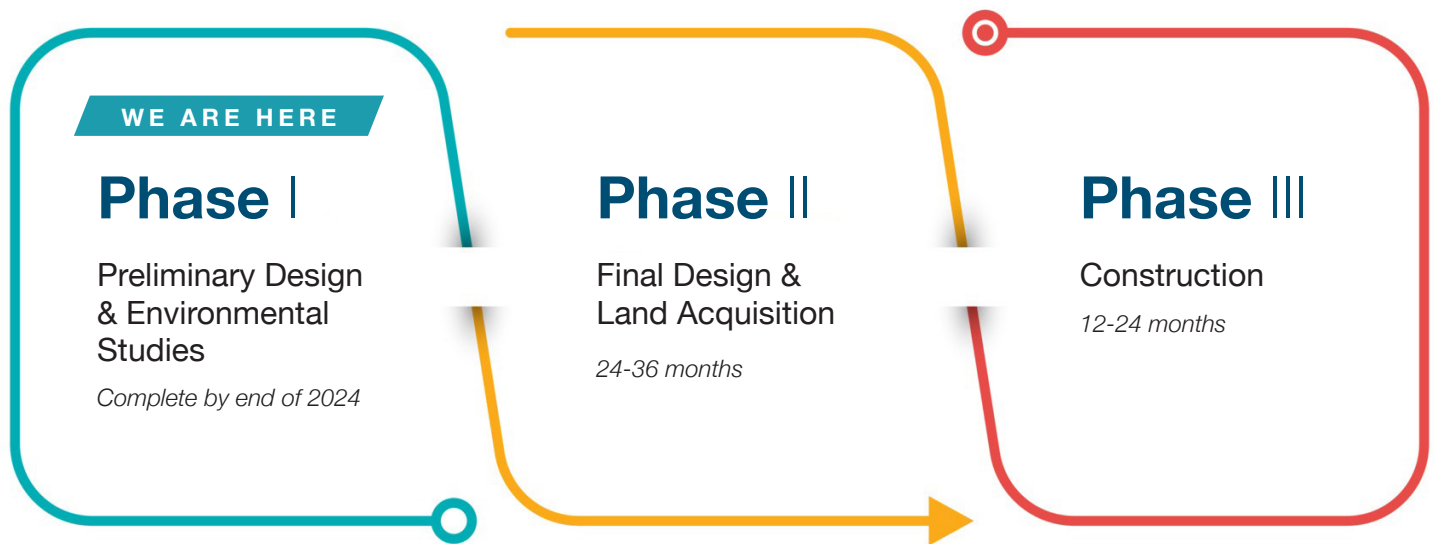 WE ARE HERE
Phase I
Preliminary Design
& Environmental
Studies
Complete by end of 2024
Phase II
Final Design &
Land Acquisition
24-36 months
Phase III
Construction
12-24 months